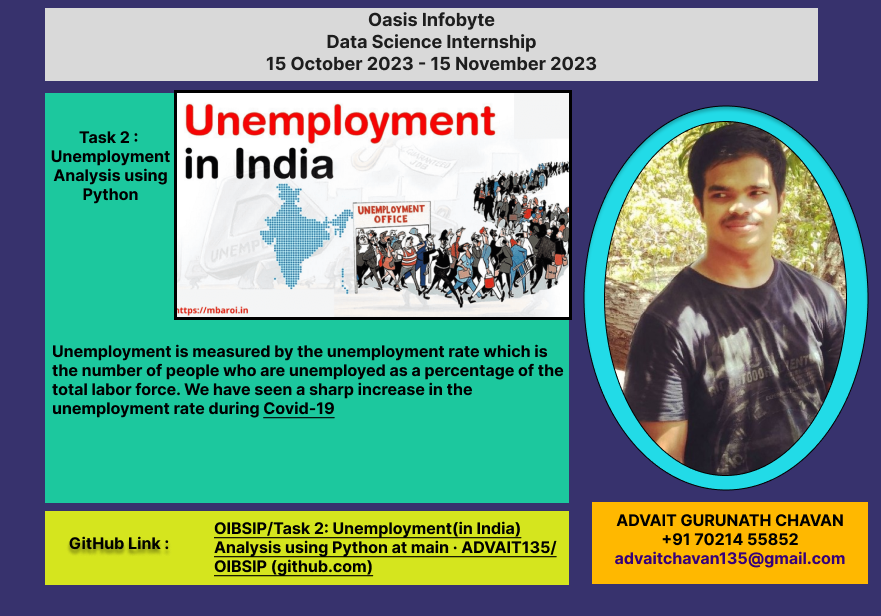 Oasis Infobyte
Data Science Internship
15 October 2023 - 15 November 2023
Task 2 :
Unemployment
Analysis using
Python
Unemployment
in India
UNEMPLOYMENT
OFFICE
https://mbaroi.in
Unemployment is measured by the unemployment rate which is
the number of people who are unemployed as a percentage of the
total labor force. We have seen a sharp increase in the
unemployment rate during Covid-19
GitHub Link :
OIBSIP/Task 2: Unemployment(in India)
Analysis using Python at main · ADVAIT135/
OIBSIP (github.com)
ADVAIT GURUNATH CHAVAN
+91 70214 55852
advaitchavan135@gmail.com